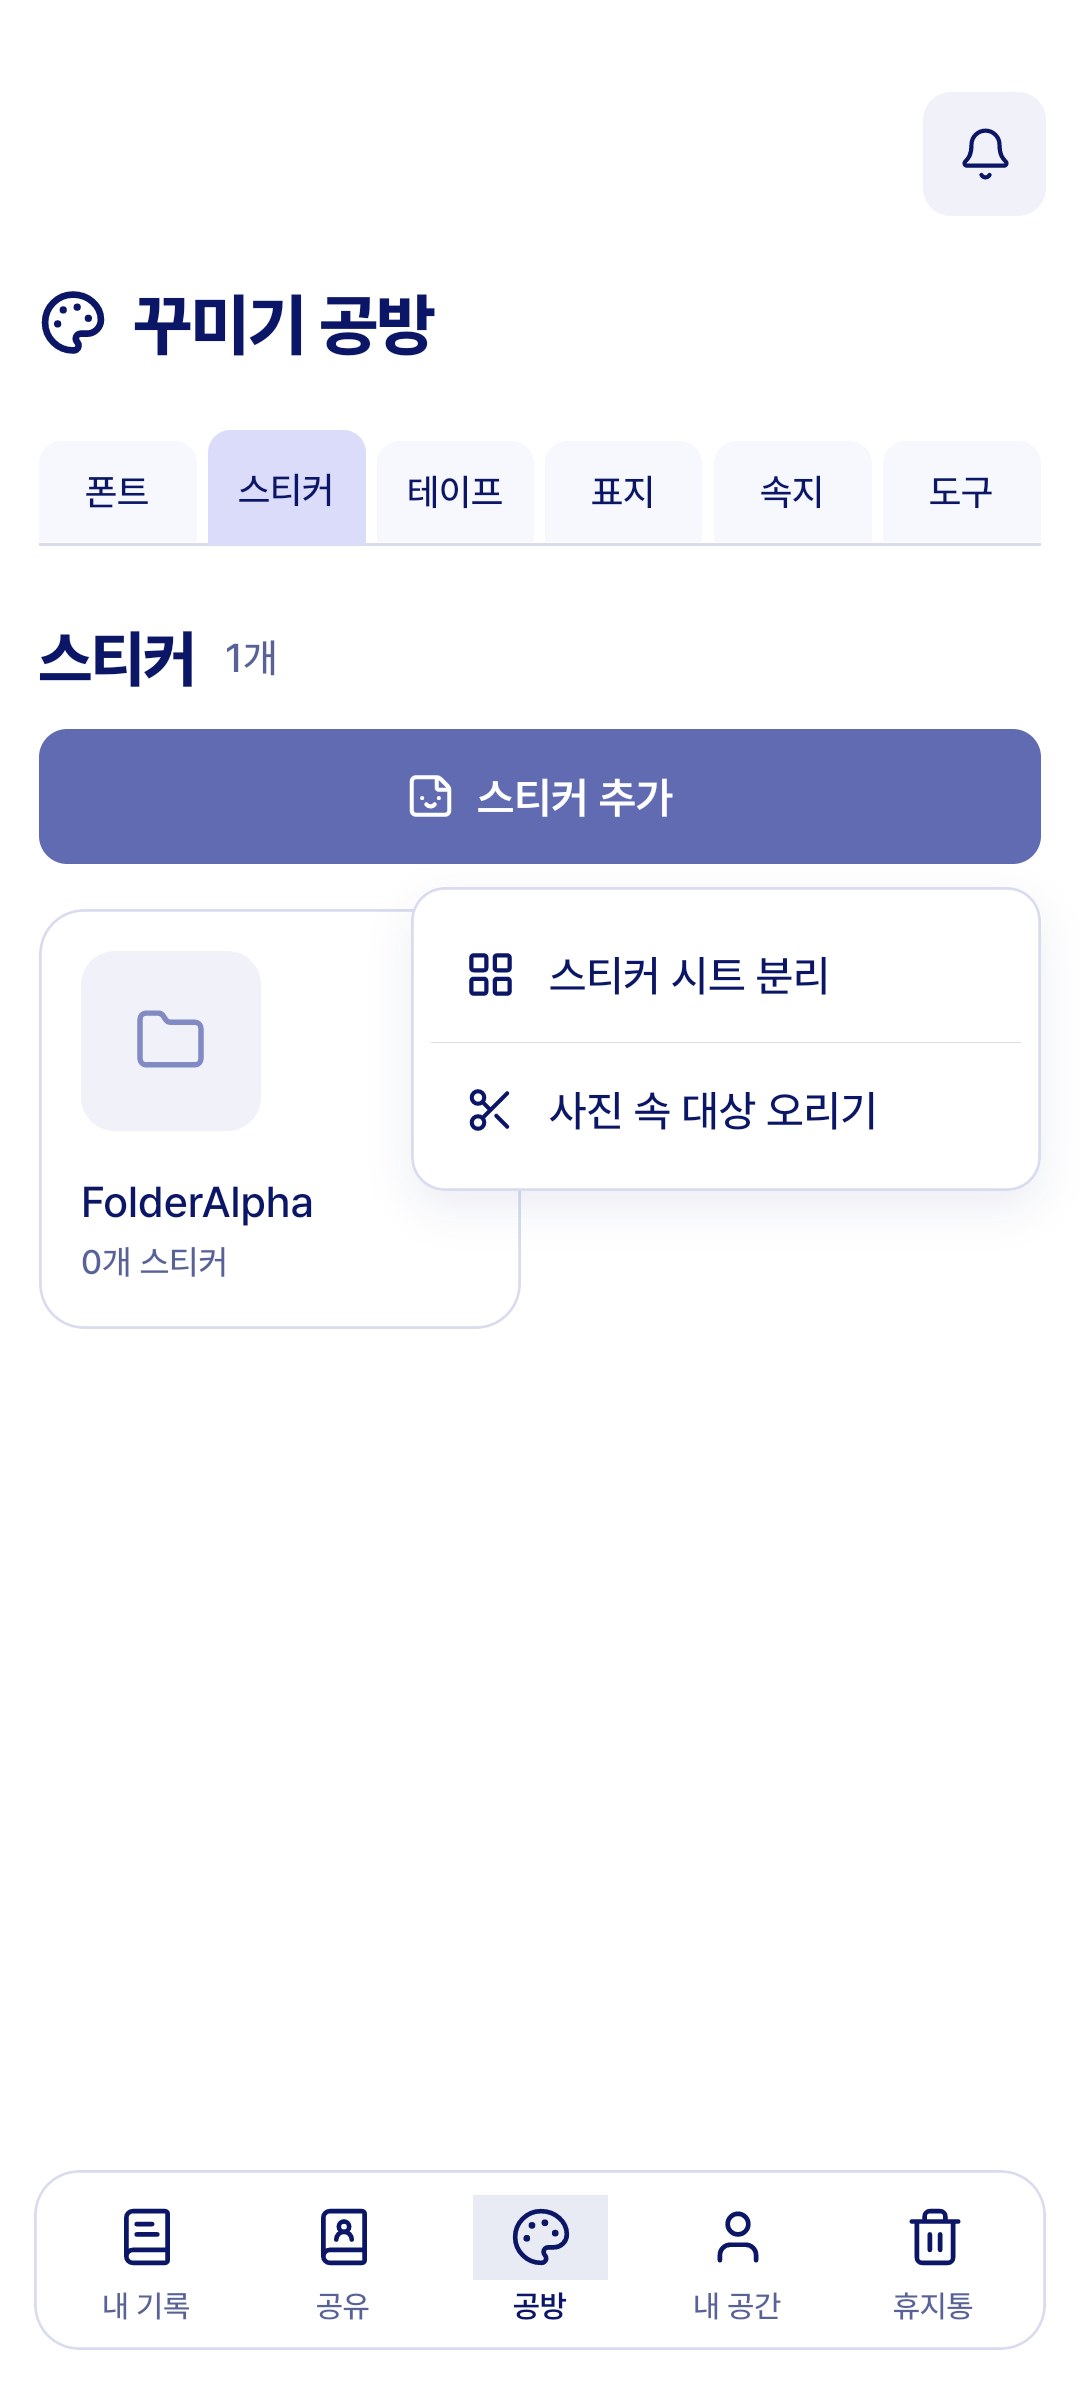 꾸미기 공방
폰트
스티커
테이프
표지
속지
도구
스티커 1개
스티커 추가
스티커 시트 분리
사진 속 대상 오리기
FolderAlpha
0개 스티커
내 기록
공유
공방
내 공간
휴지통